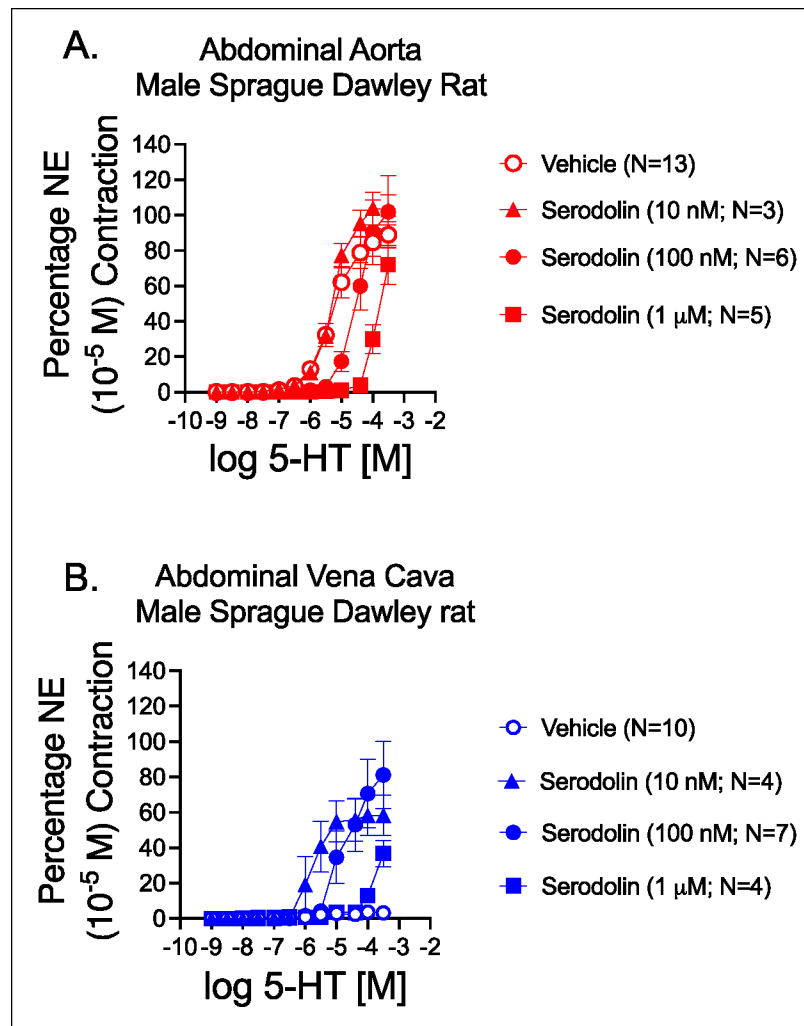 A.
Abdominal Aorta
Male Sprague Dawley Rat
Percentage NE
(10-5 M) Contraction
140
120
100
80
60
40
20
0
-10 -9 -8 -7 -6 -5 -4 -3 -2
log 5-HT [M]
Vehicle (N=13)
Serodolin (10 nM; N=3)
Serodolin (100 nM; N=6)
Serodolin (1 μM; N=5)
B.
Abdominal Vena Cava
Male Sprague Dawley rat
Percentage NE
(10-5 M) Contraction
140
120
100
80
60
40
20
0
-10 -9 -8 -7 -6 -5 -4 -3 -2
log 5-HT [M]
Vehicle (N=10)
Serodolin (10 nM; N=4)
Serodolin (100 nM; N=7)
Serodolin (1 μM; N=4)